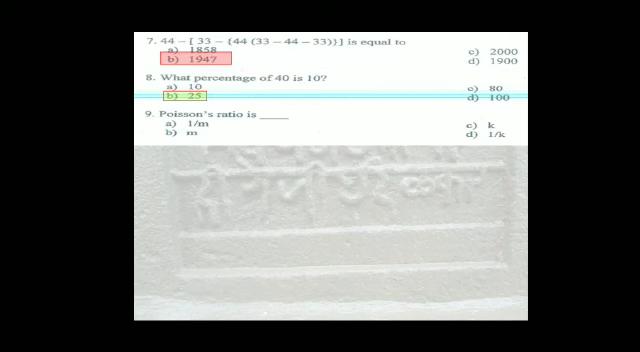 7. 44 – [ 33 – {44 (33 – 44 – 33)}] is equal to
a) 1858
c) 2000
b) 1947
d) 1900
8. What percentage of 40 is 10?
a) 10
c) 80
b) 25
d) 100
9. Poisson's ratio is _____
a) 1/m
c) k
b) m
d) 1/k